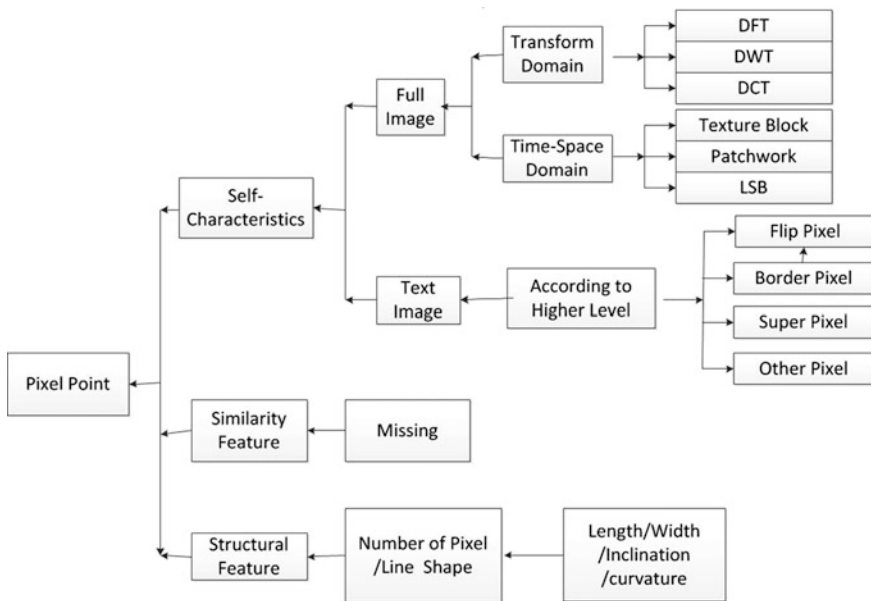 DFT
Transform
Domain
DWT
DCT
Full
Image
Texture Block
Time-Space
Domain
Patchwork
LSB
Self-
Characteristics
Flip Pixel
Border Pixel
Text
Image
According to
Higher Level
Super Pixel
Other Pixel
Pixel Point
Similarity
Feature
Missing
Structural
Feature
Number of Pixel
/Line Shape
Length/Width
/Inclination
/curvature